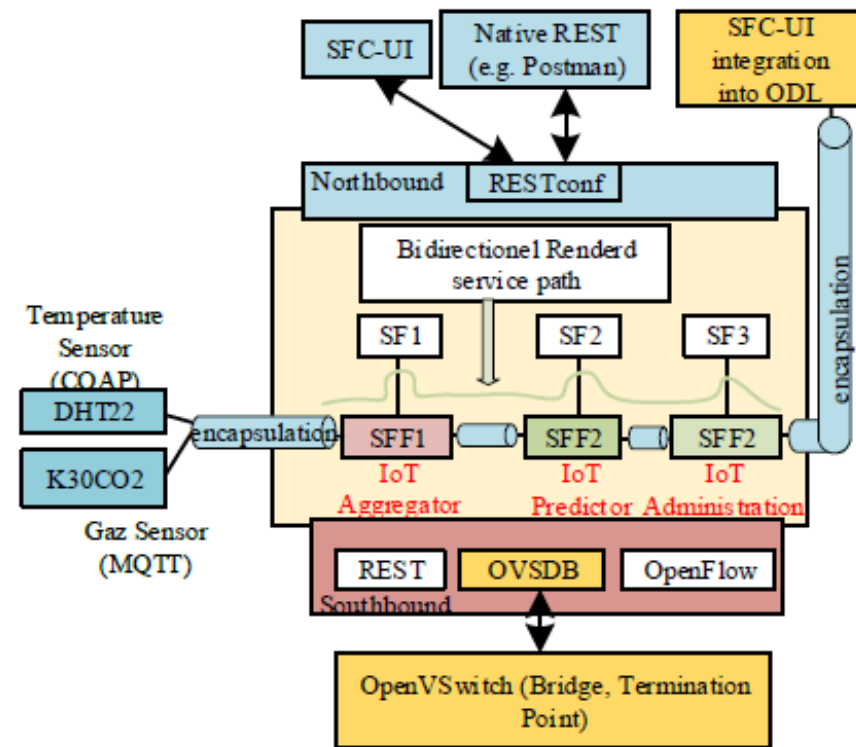 SFC-UI
Native REST
(e.g. Postman)
SFC-UI
integration
into ODL
Northbound
RESTconf
Bidirectionel Renderd
service path
encapsulation
Temperature
Sensor
(COAP)
SF1
SF2
SF3
DHT22
encapsulation
SFF1
SFF2
SFF2
K30CO2
IoT
Aggregator
IoT
Predictor
IoT
Administration
Gaz Sensor
(MQTT)
REST
OVSDB
OpenFlow
Southbound
OpenVSwitch (Bridge, Termination
Point)